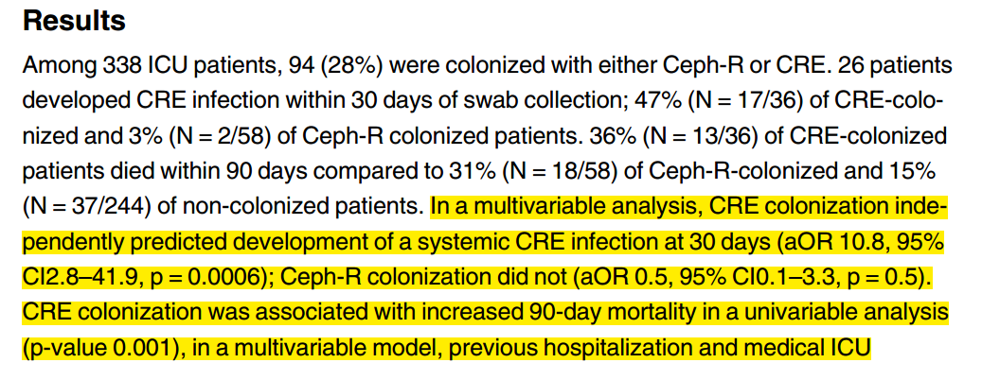 Results
Among 338 ICU patients, 94 (28%) were colonized with either Ceph-R or CRE. 26 patients
developed CRE infection within 30 days of swab collection; 47% (N = 17/36) of CRE-colo-
nized and 3% (N = 2/58) of Ceph-R colonized patients. 36% (N = 13/36) of CRE-colonized
patients died within 90 days compared to 31% (N = 18/58) of Ceph-R-colonized and 15%
(N = 37/244) of non-colonized patients. In a multivariable analysis, CRE colonization inde-
pendently predicted development of a systemic CRE infection at 30 days (aOR 10.8, 95%
CI2.8–41.9, p = 0.0006); Ceph-R colonization did not (aOR 0.5, 95% CI0.1–3.3, p = 0.5).
CRE colonization was associated with increased 90-day mortality in a univariable analysis
(p-value 0.001), in a multivariable model, previous hospitalization and medical ICU